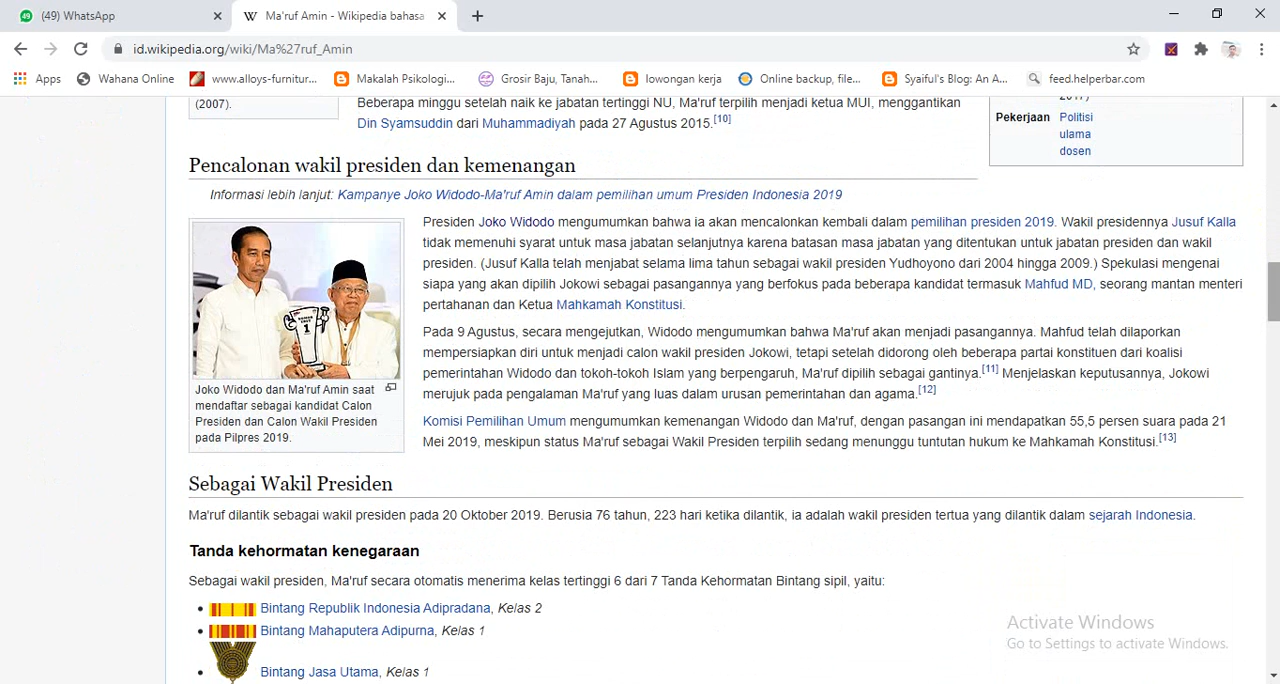 (49) WhatsApp
Ma'ruf Amin - Wikipedia bahasa
id.wikipedia.org/wiki/Ma%27ruf_Amin
Apps
Wahana Online
www.alloys-furnitur...
Makalah Psikologi...
Grosir Baju, Tanah...
lowongan kerj
Online backup, file...
Syaiful's Blog: An A...
feed.helperbar.com
(2007).
Beberapa minggu setelah naik ke jabatan tertinggi NU, Ma'ruf terpilih menjadi ketua MUI, menggantikan
Din Syamsuddin dari Muhammadiyah pada 27 Agustus 2015.[10]
2017)
Pekerjaan Politisi
ulama
dosen
Pencalonan wakil presiden dan kemenangan
Informasi lebih lanjut: Kampanye Joko Widodo-Ma'ruf Amin dalam pemilihan umum Presiden Indonesia 2019
Joko Widodo dan Ma'ruf Amin saat
mendaftar sebagai kandidat Calon
Presiden dan Calon Wakil Presiden
pada Pilpres 2019.
Presiden Joko Widodo mengumumkan bahwa ia akan mencalonkan kembali dalam pemilihan presiden 2019. Wakil presidennya Jusuf Kalla
tidak memenuhi syarat untuk masa jabatan selanjutnya karena batasan masa jabatan yang ditentukan untuk jabatan presiden dan wakil
presiden. (Jusuf Kalla telah menjabat selama lima tahun sebagai wakil presiden Yudhoyono dari 2004 hingga 2009.) Spekulasi mengenai
siapa yang akan dipilih Jokowi sebagai pasangannya yang berfokus pada beberapa kandidat termasuk Mahfud MD, seorang mantan menteri
pertahanan dan Ketua Mahkamah Konstitusi.
Pada 9 Agustus, secara mengejutkan, Widodo mengumumkan bahwa Ma'ruf akan menjadi pasangannya. Mahfud telah dilaporkan
mempersiapkan diri untuk menjadi calon wakil presiden Jokowi, tetapi setelah didorong oleh beberapa partai konstituen dari koalisi
pemerintahan Widodo dan tokoh-tokoh Islam yang berpengaruh, Ma'ruf dipilih sebagai gantinya.[11] Menjelaskan keputusannya, Jokowi
merujuk pada pengalaman Ma'ruf yang luas dalam urusan pemerintahan dan agama.[12]
Komisi Pemilihan Umum mengumumkan kemenangan Widodo dan Ma'ruf, dengan pasangan ini mendapatkan 55,5 persen suara pada 21
Mei 2019, meskipun status Ma'ruf sebagai Wakil Presiden terpilih sedang menunggu tuntutan hukum ke Mahkamah Konstitusi.[13]
Sebagai Wakil Presiden
Ma'ruf dilantik sebagai wakil presiden pada 20 Oktober 2019. Berusia 76 tahun, 223 hari ketika dilantik, ia adalah wakil presiden tertua yang dilantik dalam sejarah Indonesia.
Tanda kehormatan kenegaraan
Sebagai wakil presiden, Ma'ruf secara otomatis menerima kelas tertinggi 6 dari 7 Tanda Kehormatan Bintang sipil, yaitu:
Bintang Republik Indonesia Adipradana, Kelas 2
Bintang Mahaputera Adipurna, Kelas 1
Bintang Jasa Utama, Kelas 1
Activate Windows
Go to Settings to activate Windows.